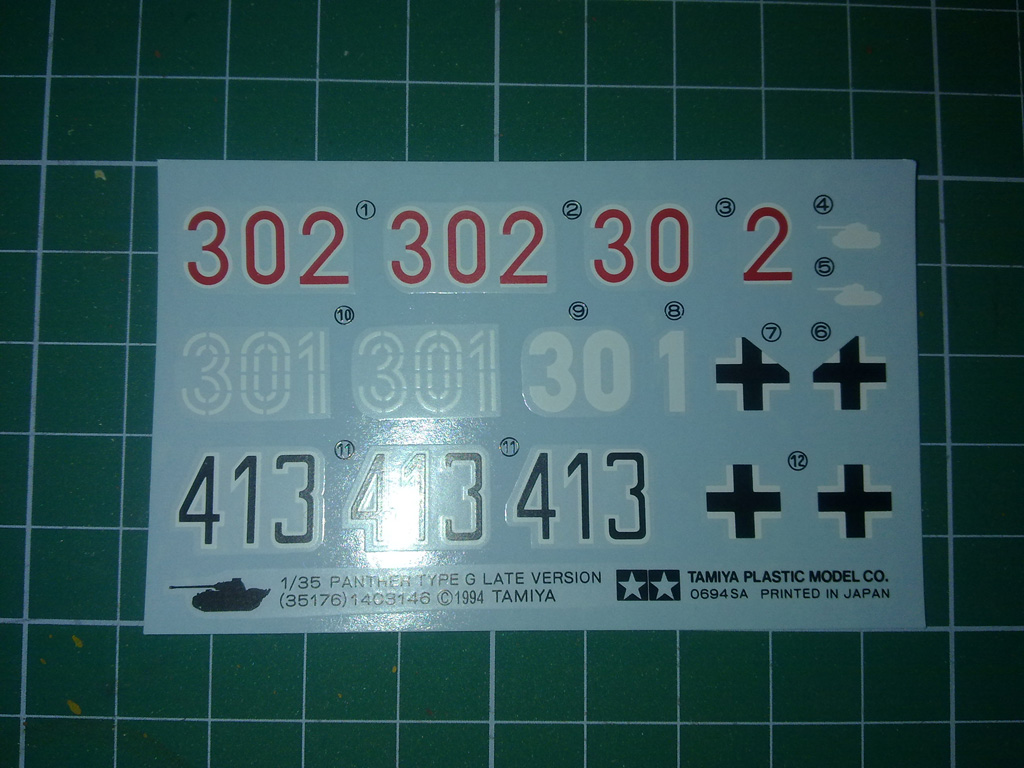 302 ① 302 ② 30 ③ 2 ④
⑤
301 ⑩ 301 30 ⑨ 1 ⑧ ⑦ ⑥
413 ⑪ 413 ⑪ 413 ⑫
1/35 PANTHER TYPE G LATE VERSION
(35176) 1403146 ©1994 TAMIYA
TAMIYA PLASTIC MODEL CO.
0694SA PRINTED IN JAPAN